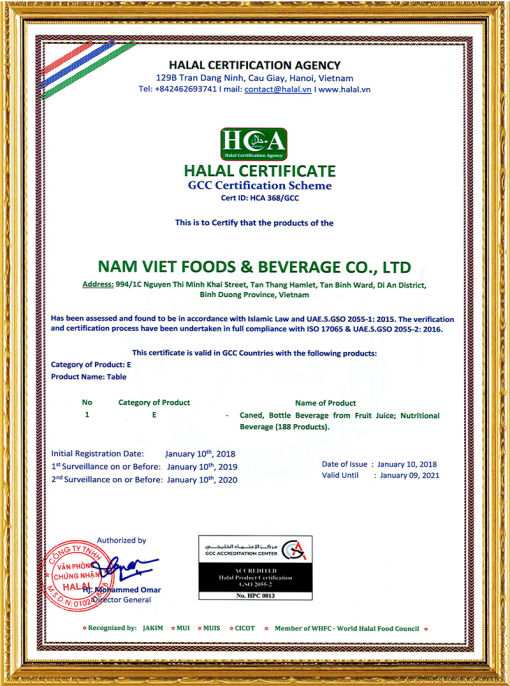 HALAL CERTIFICATION AGENCY
129B Tran Dang Ninh, Cau Giay, Hanoi, Vietnam
Tel: +842462693741 I mail: contact@halal.vn I www.halal.vn
HCA
Halal Certification Agency
HALAL CERTIFICATE
GCC Certification Scheme
Cert ID: HCA 368/GCC
This is to Certify that the products of the
NAM VIET FOODS & BEVERAGE CO., LTD
Address: 994/1C Nguyen Thi Minh Khai Street, Tan Thang Hamlet, Tan Binh Ward, Di An District,
Binh Duong Province, Vietnam
Has been assessed and found to be in accordance with Islamic Law and UAE.S.GSO 2055-1: 2015. The verification
and certification process have been undertaken in full compliance with ISO 17065 & UAE.S.GSO 2055-2: 2016.
This certificate is valid in GCC Countries with the following products:
Category of Product: E
Product Name: Table
No Category of Product Name of Product
1 E - Caned, Bottle Beverage from Fruit Juice; Nutritional
Beverage (188 Products).
Initial Registration Date: January 10th, 2018
1st Surveillance on or Before: January 10th, 2019
2nd Surveillance on or Before: January 10th, 2020
Date of Issue : January 10, 2018
Valid Until : January 09, 2021
Authorized by
CÔNG TY TNHH
VĂN PHÒNG
CHỨNG NHẬN
HALAL
Mohammed Omar
Director General
مركز الاعتماد الخليجي
GCC ACCREDITATION CENTER
ACCREDITED
Halal Product Certification
GSO 2055-2
No. HPC 0013
Recognized by: JAKIM MUI MUIS CICOT Member of WHFC - World Halal Food Council